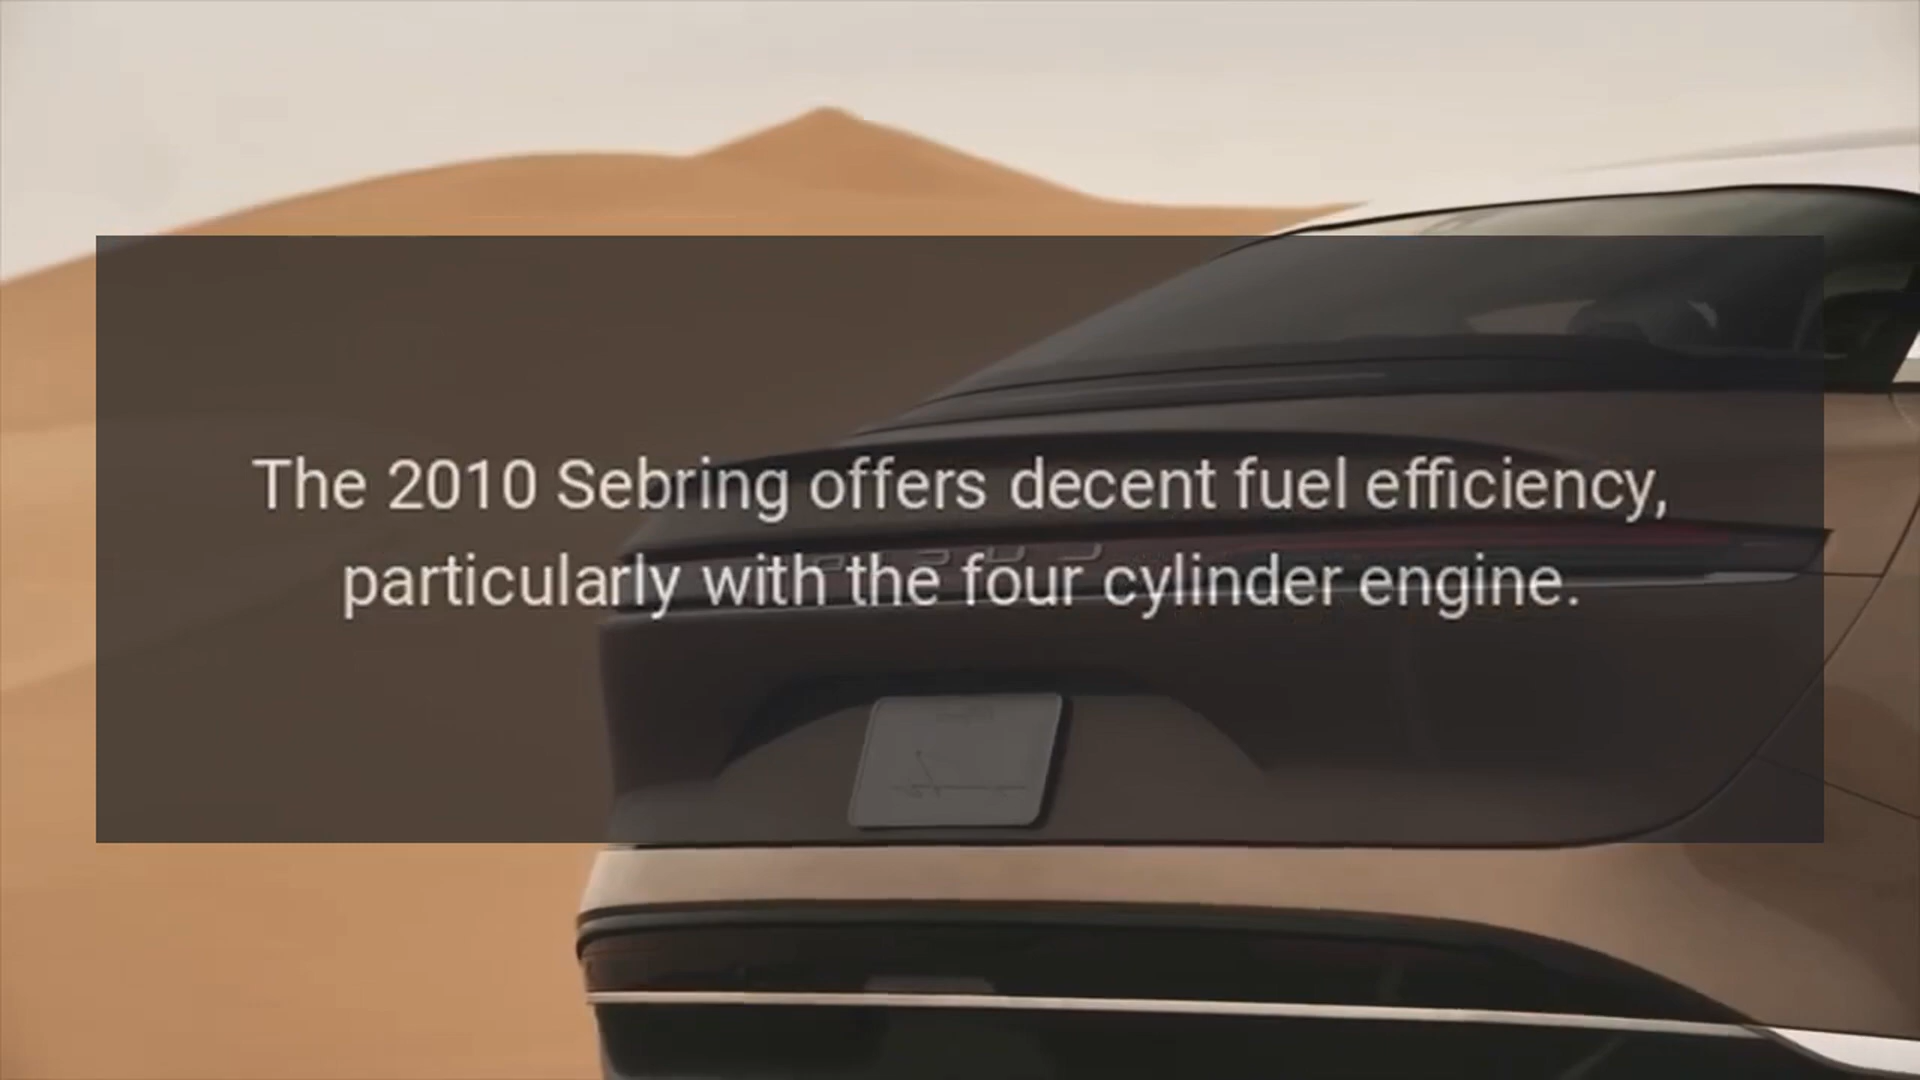 The 2010 Sebring offers decent fuel efficiency,
particularly with the four cylinder engine.